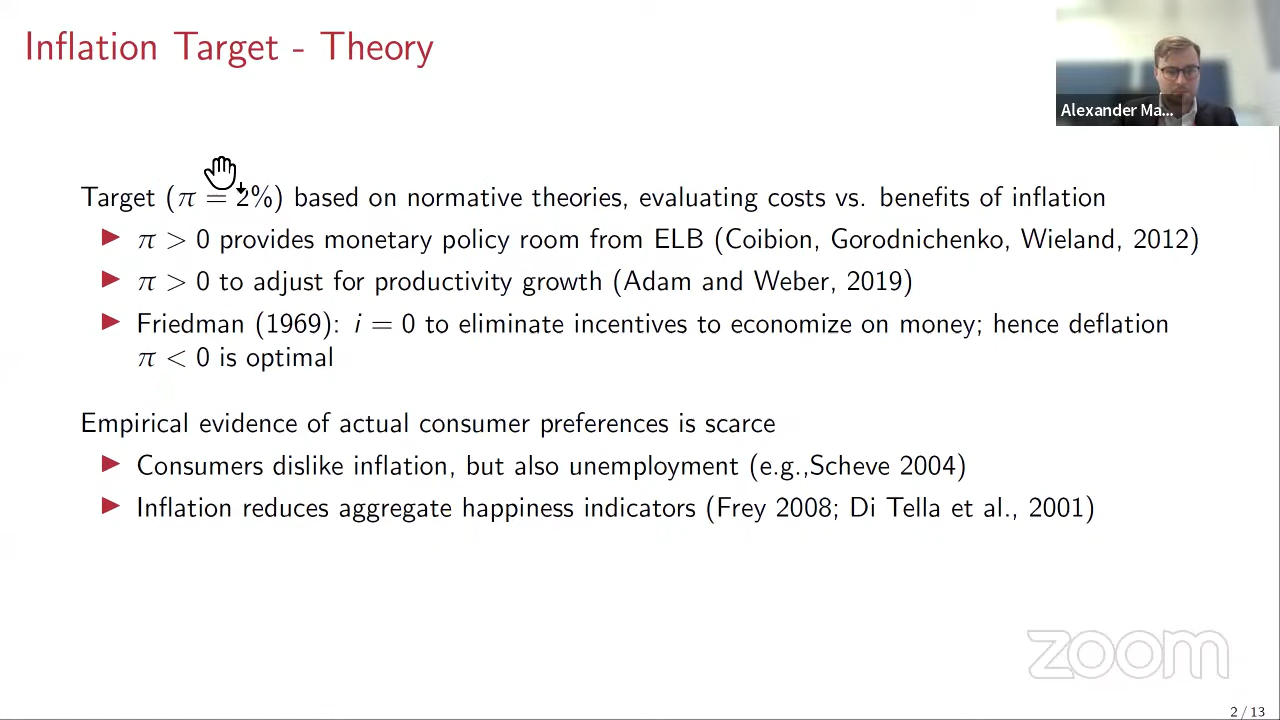 Inflation Target - Theory
Alexander Ma...
Target (π = 2%) based on normative theories, evaluating costs vs. benefits of inflation
▶ π > 0 provides monetary policy room from ELB (Coibion, Gorodnichenko, Wieland, 2012)
▶ π > 0 to adjust for productivity growth (Adam and Weber, 2019)
▶ Friedman (1969): i = 0 to eliminate incentives to economize on money; hence deflation
π < 0 is optimal
Empirical evidence of actual consumer preferences is scarce
▶ Consumers dislike inflation, but also unemployment (e.g.,Scheve 2004)
▶ Inflation reduces aggregate happiness indicators (Frey 2008; Di Tella et al., 2001)
zoom
2 / 13